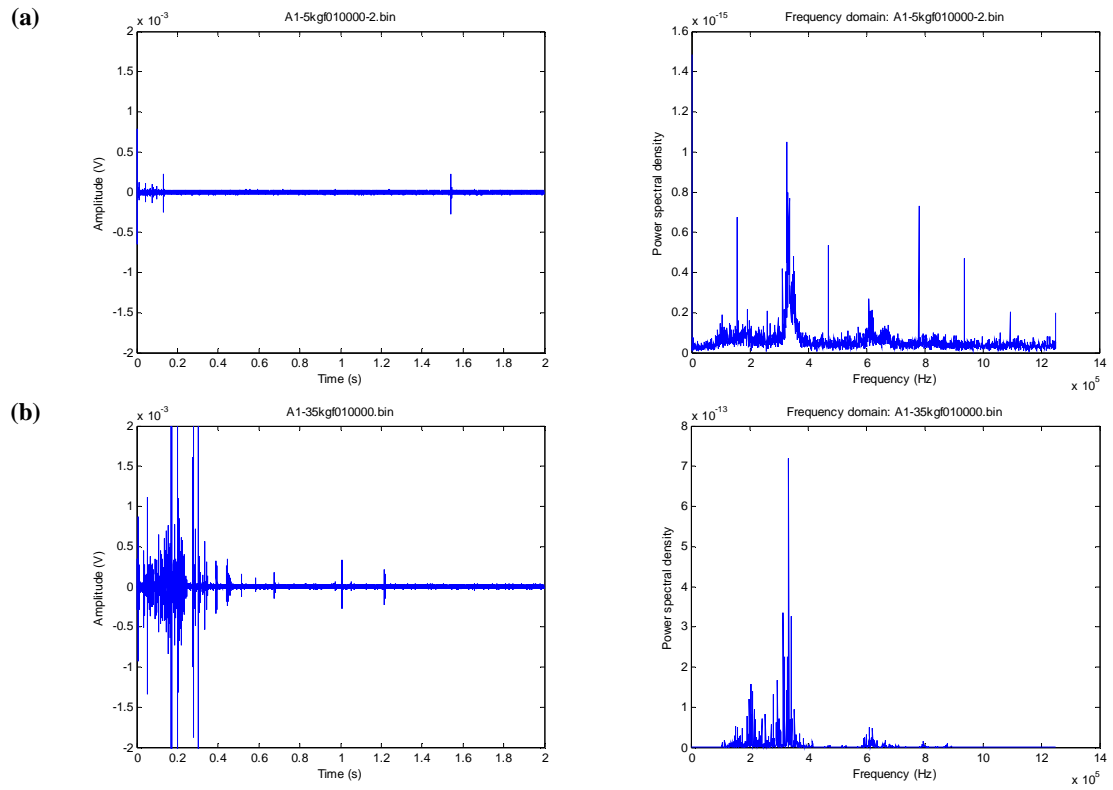 (a)
A1-5kgf010000-2.bin
x 10-3
2
1.5
1
0.5
0
-0.5
-1
-1.5
-2
Amplitude (V)
0 0.2 0.4 0.6 0.8 1 1.2 1.4 1.6 1.8 2
Time (s)
Frequency domain: A1-5kgf010000-2.bin
x 10-15
1.6
1.4
1.2
1
0.8
0.6
0.4
0.2
0
Power spectral density
0 2 4 6 8 10 12 14
x 10 5
Frequency (Hz)
(b)
A1-35kgf010000.bin
x 10-3
2
1.5
1
0.5
0
-0.5
-1
-1.5
-2
Amplitude (V)
0 0.2 0.4 0.6 0.8 1 1.2 1.4 1.6 1.8 2
Time (s)
Frequency domain: A1-35kgf010000.bin
x 10-13
8
7
6
5
4
3
2
1
0
Power spectral density
0 2 4 6 8 10 12 14
x 10 5
Frequency (Hz)